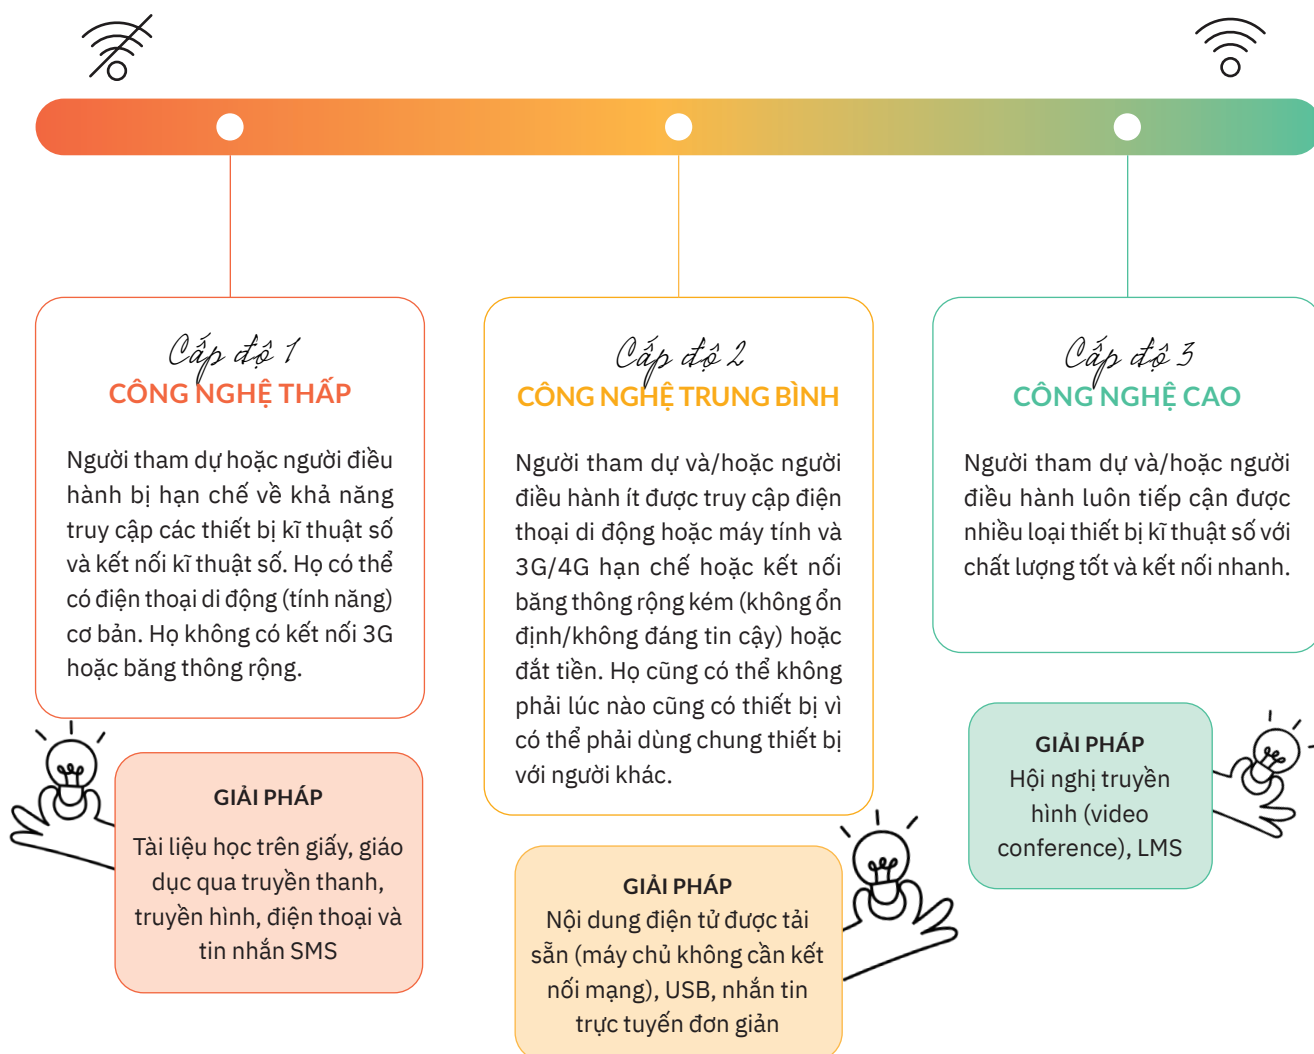 Cấp độ 1
CÔNG NGHỆ THẤP
Người tham dự hoặc người điều
hành bị hạn chế về khả năng
truy cập các thiết bị kĩ thuật số
và kết nối kĩ thuật số. Họ có thể
có điện thoại di động (tính năng)
cơ bản. Họ không có kết nối 3G
hoặc băng thông rộng.
GIẢI PHÁP
Tài liệu học trên giấy, giáo
dục qua truyền thanh,
truyền hình, điện thoại và
tin nhắn SMS
Cấp độ 2
CÔNG NGHỆ TRUNG BÌNH
Người tham dự và/hoặc người
điều hành ít được truy cập điện
thoại di động hoặc máy tính và
3G/4G hạn chế hoặc kết nối
băng thông rộng kém (không ổn
định/không đáng tin cậy) hoặc
đắt tiền. Họ cũng có thể không
phải lúc nào cũng có thiết bị vì
có thể phải dùng chung thiết bị
với người khác.
GIẢI PHÁP
Nội dung điện tử được tải
sẵn (máy chủ không cần kết
nối mạng), USB, nhắn tin
trực tuyến đơn giản
Cấp độ 3
CÔNG NGHỆ CAO
Người tham dự và/hoặc người
điều hành luôn tiếp cận được
nhiều loại thiết bị kĩ thuật số với
chất lượng tốt và kết nối nhanh.
GIẢI PHÁP
Hội nghị truyền
hình (video
conference), LMS